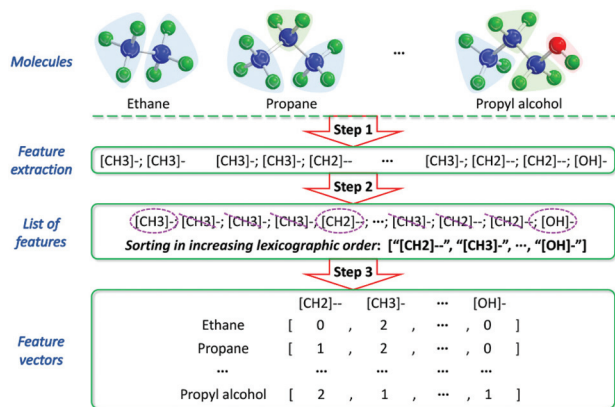 Molecules
...
Ethane Propane Propyl alcohol
Step 1
Feature extraction
[CH3]-; [CH3]- [CH3]-; [CH3]-; [CH2]-- ... [CH3]-; [CH2]--; [CH2]--; [OH]-
Step 2
List of features
[CH3]-; [CH3]-; [CH3]-; [CH3]-; [CH2]--; ...; [CH3]-; [CH2]--; [CH2]--; [OH]-
Sorting in increasing lexicographic order: ["[CH2]--", "[CH3]-", ..., "[OH]-"]
Step 3
Feature vectors
[CH2]-- [CH3]- ... [OH]-
Ethane [ 0 , 2 , ... , 0 ]
Propane [ 1 , 2 , ... , 0 ]
... ... ... ... ...
Propyl alcohol [ 2 , 1 , ... , 1 ]